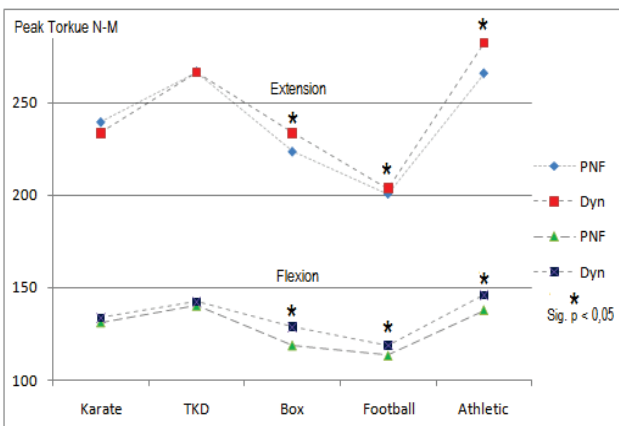 Peak Torkue N-M
*
250
Extension
*
*
200
PNF
Dyn
PNF
Dyn
150
Flexion
*
*
*
*
Sig. p < 0,05
100
Karate TKD Box Football Athletic